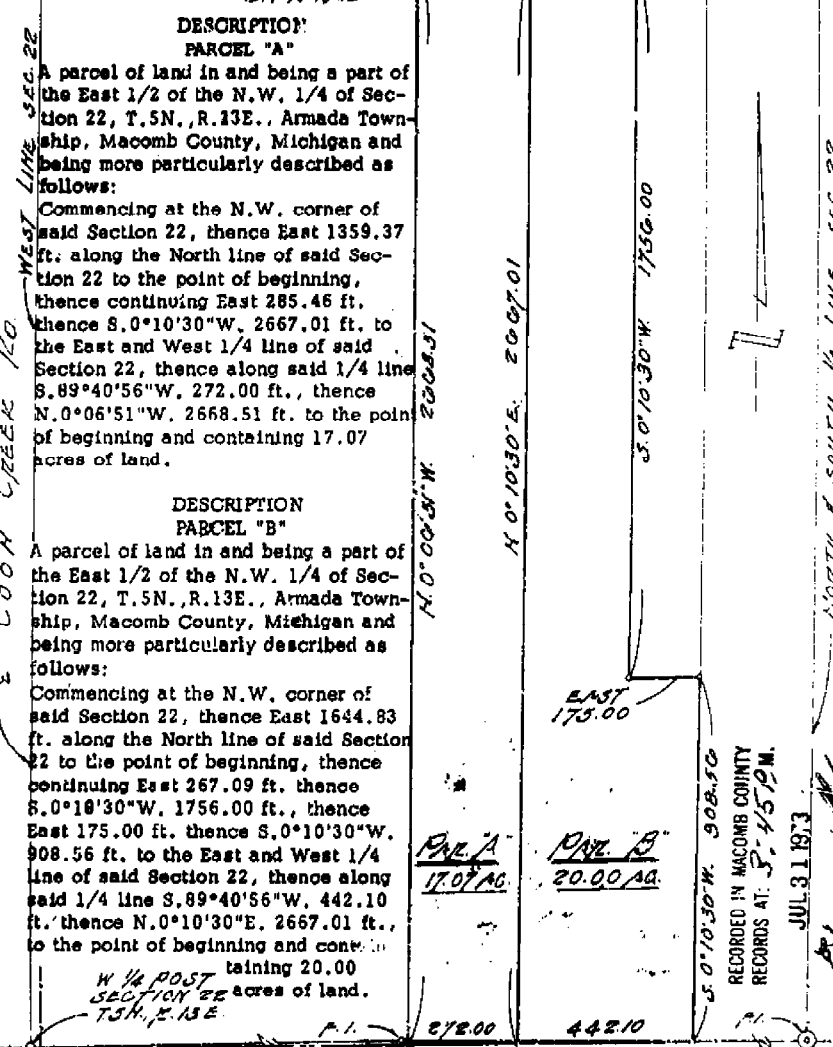 DESCRIPTION
PARCEL "A"
A parcel of land in and being a part of
the East 1/2 of the N.W. 1/4 of Sec-
tion 22, T.5N.,R.13E., Armada Town-
ship, Macomb County, Michigan and
being more particularly described as
follows:
Commencing at the N.W. corner of
said Section 22, thence East 1359.37
ft. along the North line of said Sec-
tion 22 to the point of beginning,
thence continuing East 285.46 ft.
thence S.0°10'30"W. 2667.01 ft. to
the East and West 1/4 line of said
Section 22, thence along said 1/4 line
S.89°40'56"W. 272.00 ft., thence
N.0°06'51"W. 2668.51 ft. to the point
of beginning and containing 17.07
acres of land.
DESCRIPTION
PARCEL "B"
A parcel of land in and being a part of
the East 1/2 of the N.W. 1/4 of Sec-
tion 22, T.5N.,R.13E., Armada Town-
ship, Macomb County, Michigan and
being more particularly described as
follows:
Commencing at the N.W. corner of
said Section 22, thence East 1644.83
ft. along the North line of said Section
22 to the point of beginning, thence
continuing East 267.09 ft. thence
S.0°10'30"W. 1756.00 ft., thence
East 175.00 ft. thence S.0°10'30"W.
908.56 ft. to the East and West 1/4
line of said Section 22, thence along
said 1/4 line S.89°40'56"W. 442.10
ft. thence N.0°10'30"E. 2667.01 ft.,
to the point of beginning and con-
taining 20.00
acres of land.
W 1/4 POST
SECTION 22
T5N., R.13E.
WEST LINE SEC. 22
COON CREEK RD.
N.0°06'51"W. 2668.51
N 0°10'30"E. 2667.01
S.0°10'30"W. 1756.00
EAST
175.00
S.0°10'30"W. 908.56
PAR. "A"
17.07 AC.
PAR. "B"
20.00 AC.
P.I.
272.00
442.10
P.I.
RECORDED IN MACOMB COUNTY
RECORDS AT: 3:45 P.M.
JUL 31 1973
NORTH & SOUTH 1/4 LINE SEC 22